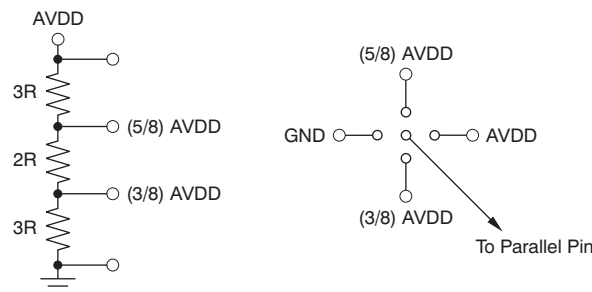 AVDD
3R
(5/8) AVDD
2R
(3/8) AVDD
3R
(5/8) AVDD
GND
AVDD
(3/8) AVDD
To Parallel Pin